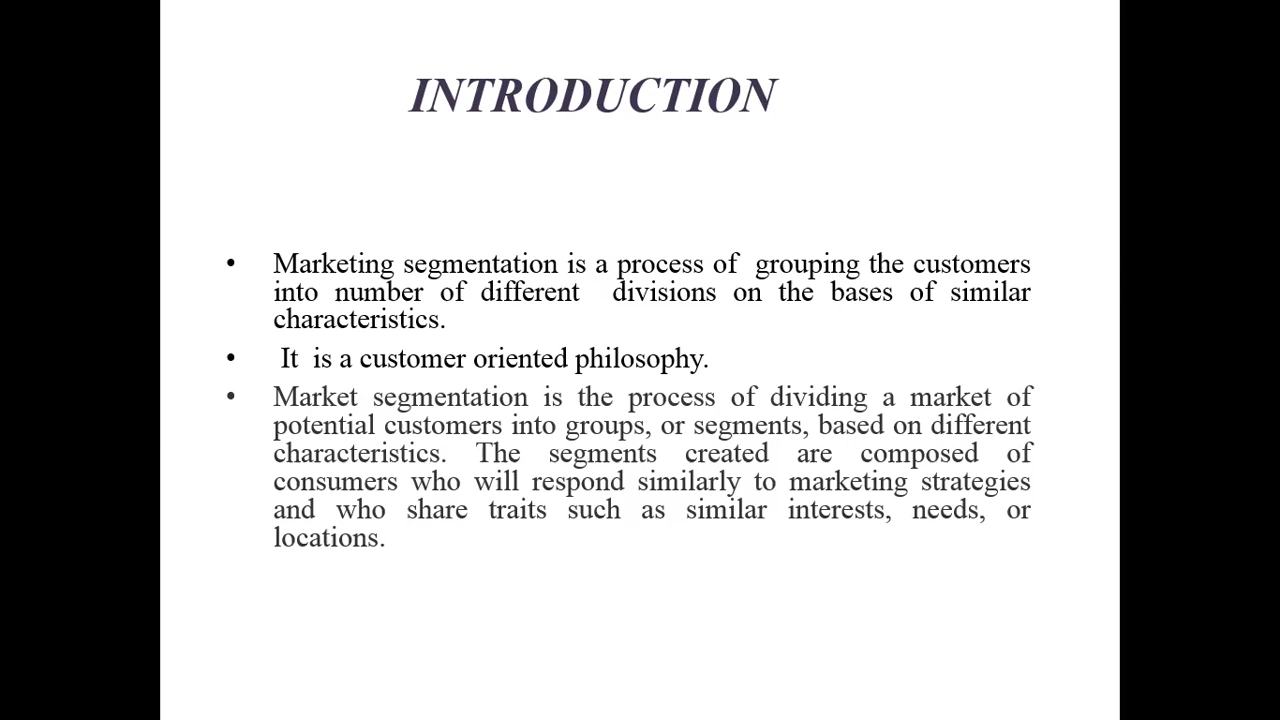 INTRODUCTION
• Marketing segmentation is a process of grouping the customers
into number of different divisions on the bases of similar
characteristics.
• It is a customer oriented philosophy.
• Market segmentation is the process of dividing a market of
potential customers into groups, or segments, based on different
characteristics. The segments created are composed of
consumers who will respond similarly to marketing strategies
and who share traits such as similar interests, needs, or
locations.